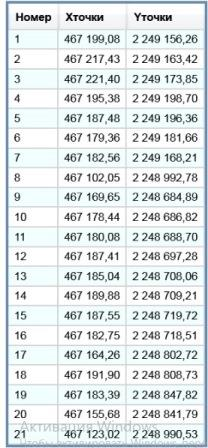 Номер Xточки Yточки
1 467 199,08 2 249 156,26
2 467 217,43 2 249 163,42
3 467 221,40 2 249 173,85
4 467 195,38 2 249 198,70
5 467 187,48 2 249 196,36
6 467 179,36 2 249 181,66
7 467 182,56 2 249 168,21
8 467 102,05 2 248 992,78
9 467 169,65 2 248 684,89
10 467 178,44 2 248 686,82
11 467 180,08 2 248 688,70
12 467 187,41 2 248 697,28
13 467 185,04 2 248 708,06
14 467 189,88 2 248 709,21
15 467 187,55 2 248 719,72
16 467 182,75 2 248 718,51
17 467 164,26 2 248 802,72
18 467 191,90 2 248 808,73
19 467 183,39 2 248 847,82
20 467 155,68 2 248 841,79
Активация Windows
21 467 123,02 2 248 990,53
Чтобы активировать Windows